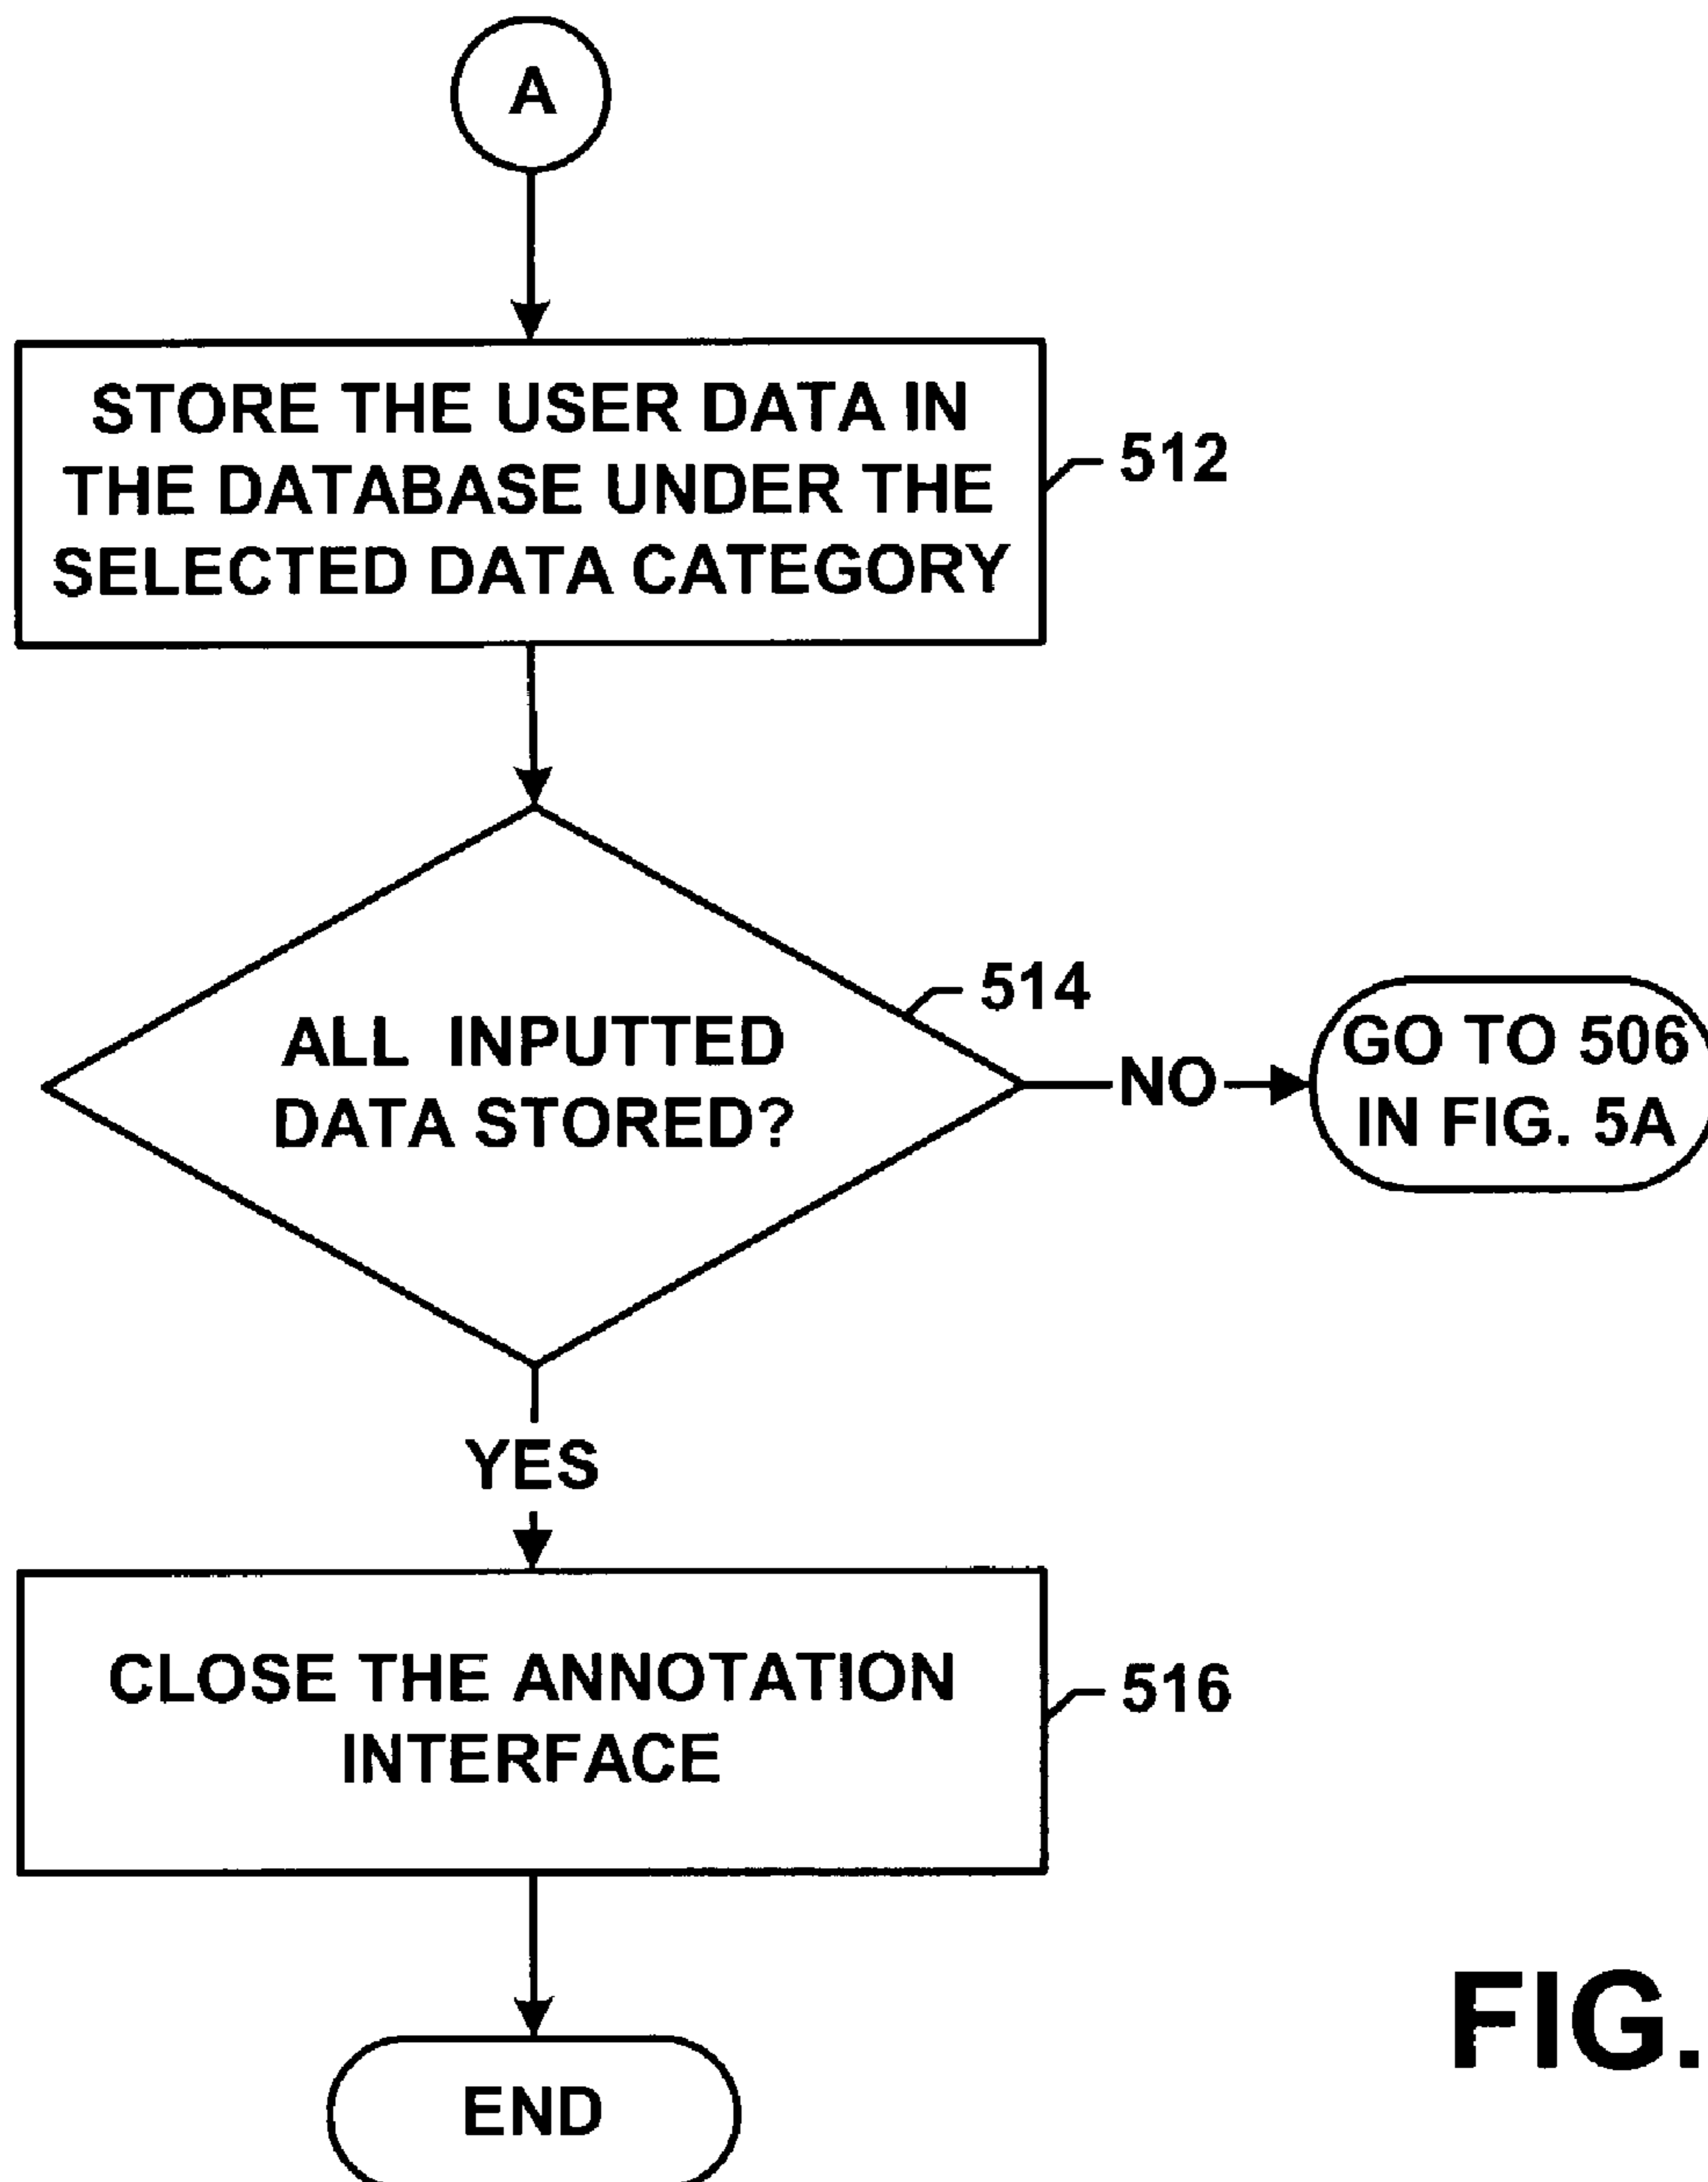 A
STORE THE USER DATA IN
THE DATABASE UNDER THE
SELECTED DATA CATEGORY
512
ALL INPUTTED
DATA STORED?
514
NO
GO TO 506
IN FIG. 5A
YES
CLOSE THE ANNOTATION
INTERFACE
516
END
FIG.